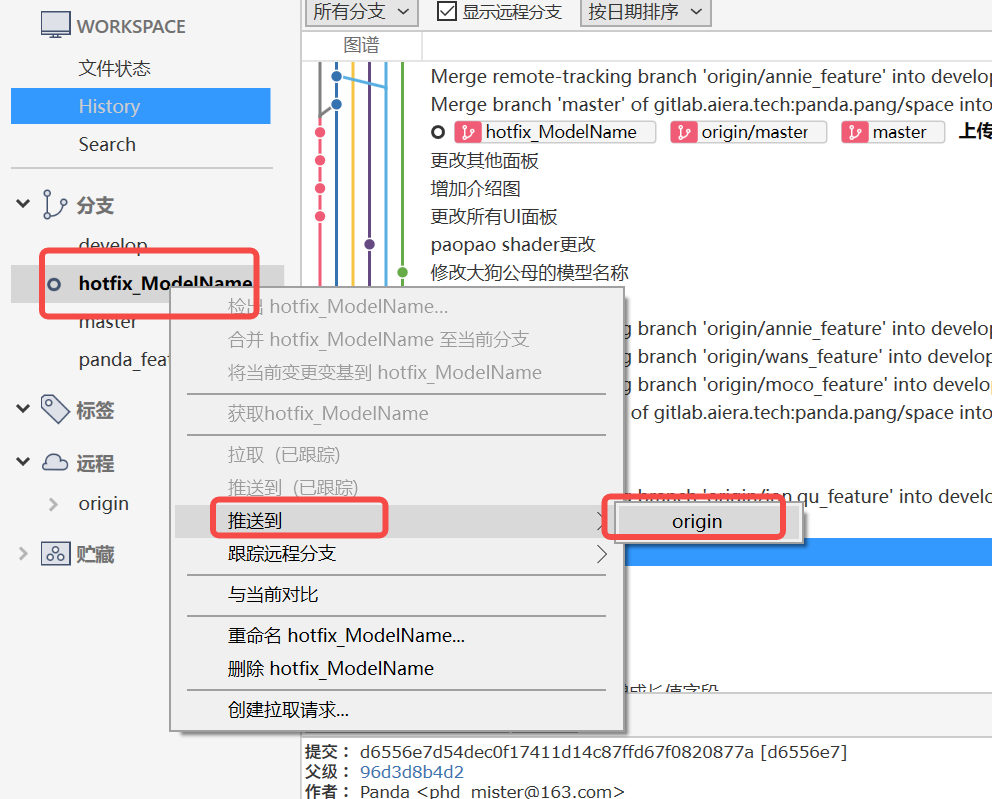 WORKSPACE
文件状态
History
Search
分支
develop
hotfix_ModelName
master
panda_fea
标签
远程
origin
贮藏
所有分支
显示远程分支
按日期排序
图谱
Merge remote-tracking branch 'origin/annie_feature' into develop
Merge branch 'master' of gitlab.aiera.tech:panda.pang/space into
hotfix_ModelName origin/master master 上传
更改其他面板
增加介绍图
更改所有UI面板
paopao shader更改
修改大狗公母的模型名称
g branch 'origin/annie_feature' into develop
g branch 'origin/wans_feature' into develop
g branch 'origin/moco_feature' into develop
of gitlab.aiera.tech:panda.pang/space into
g branch 'origin/jen.qu_feature' into develo
成长值字段
检出 hotfix_ModelName...
合并 hotfix_ModelName 至当前分支
将当前变更变基到 hotfix_ModelName
获取hotfix_ModelName
拉取（已跟踪）
推送到（已跟踪）
推送到
origin
跟踪远程分支
与当前对比
重命名 hotfix_ModelName...
删除 hotfix_ModelName
创建拉取请求...
提交： d6556e7d54dec0f17411d14c87ffd67f0820877a [d6556e7]
父级： 96d3d8b4d2
作者： Panda <phd_mister@163.com>